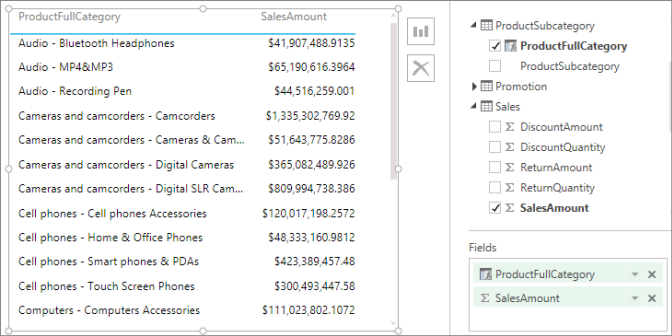 ProductFullCategory SalesAmount
Audio - Bluetooth Headphones $41,907,488.9135
Audio - MP4&MP3 $65,190,616.3964
Audio - Recording Pen $44,516,259.001
Cameras and camcorders - Camcorders $1,335,302,769.92
Cameras and camcorders - Cameras & Cam... $51,643,775.8286
Cameras and camcorders - Digital Cameras $365,082,489.926
Cameras and camcorders - Digital SLR Cam... $809,994,738.386
Cell phones - Cell phones Accessories $120,017,198.2572
Cell phones - Home & Office Phones $48,333,160.9812
Cell phones - Smart phones & PDAs $423,389,457.48
Cell phones - Touch Screen Phones $300,493,447.58
Computers - Computers Accessories $111,023,802.1072
ProductSubcategory
ProductFullCategory
ProductSubcategory
Promotion
Sales
Σ DiscountAmount
Σ DiscountQuantity
Σ ReturnAmount
Σ ReturnQuantity
Σ SalesAmount
Fields
ProductFullCategory
Σ SalesAmount